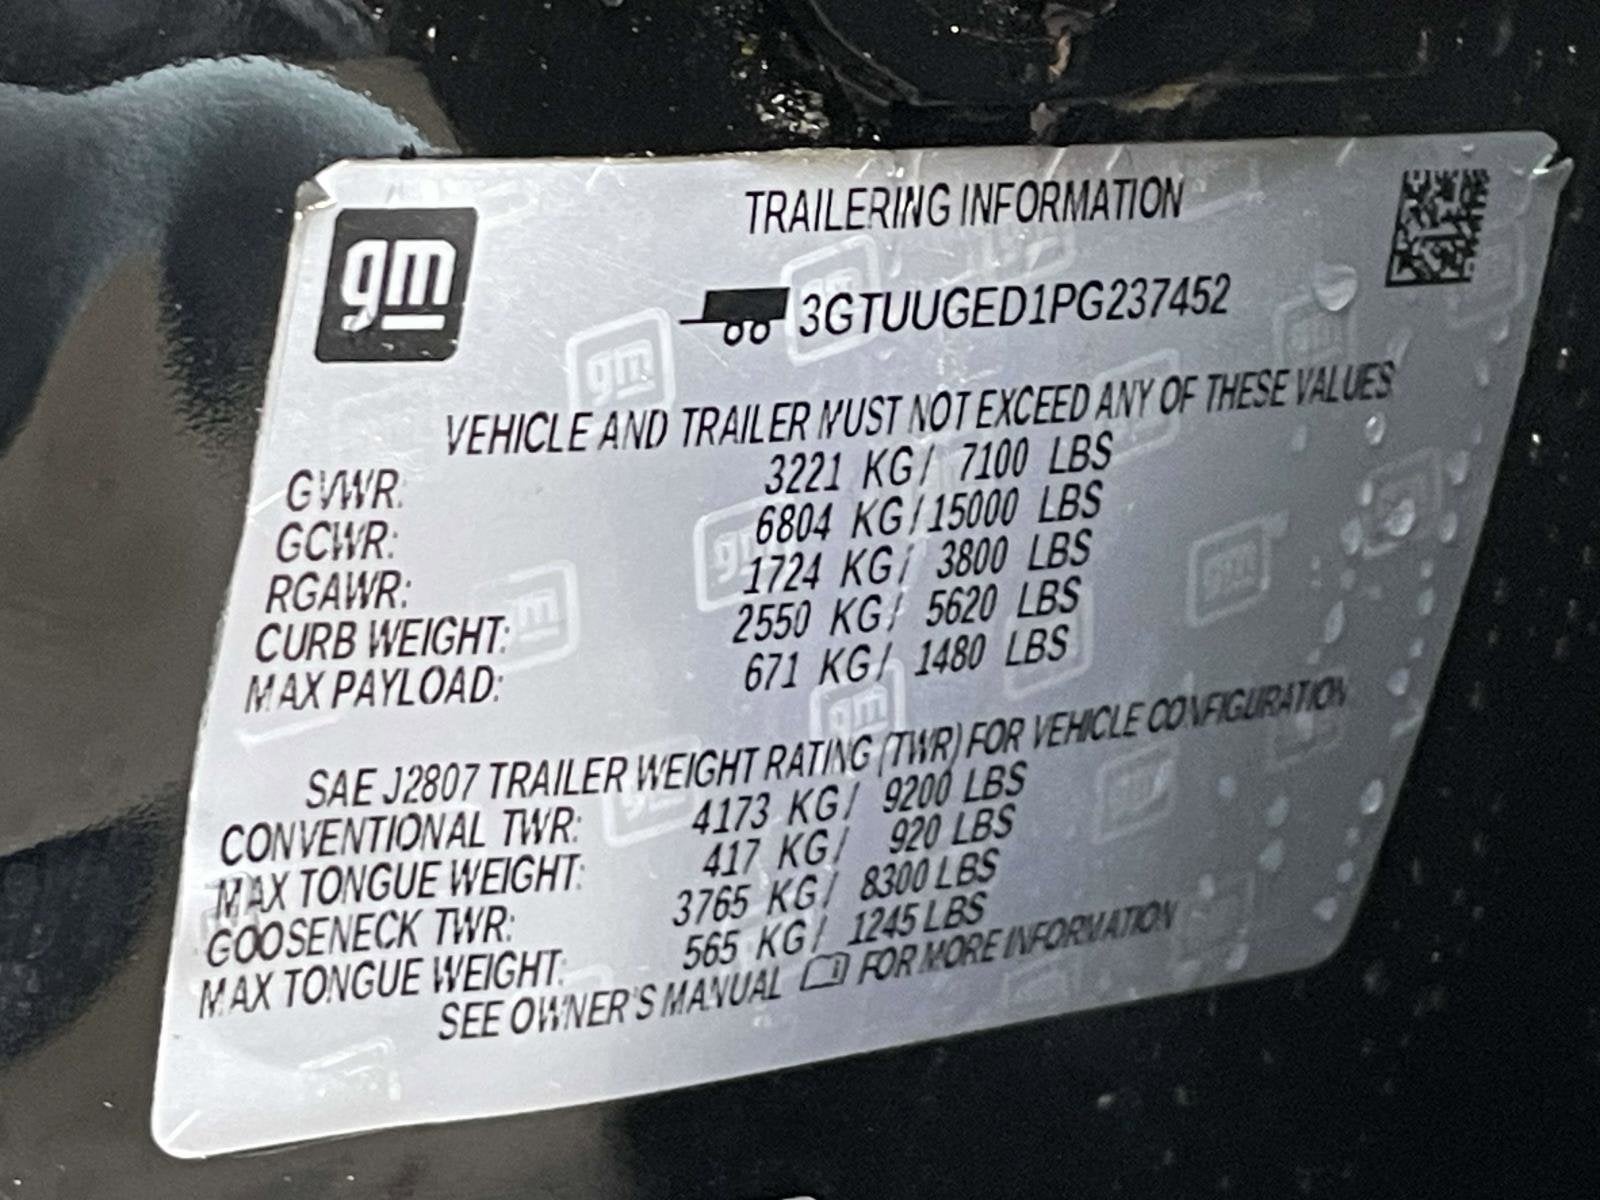 gm
TRAILERING INFORMATION
3GTUUGED1PG237452
VEHICLE AND TRAILER MUST NOT EXCEED ANY OF THESE VALUES
GVWR: 3221 KG/ 7100 LBS
GCWR: 6804 KG/15000 LBS
RGAWR: 1724 KG/ 3800 LBS
CURB WEIGHT: 2550 KG/ 5620 LBS
MAX PAYLOAD: 671 KG/ 1480 LBS
SAE J2807 TRAILER WEIGHT RATING (TWR) FOR VEHICLE CONFIGURATION
CONVENTIONAL TWR: 4173 KG/ 9200 LBS
MAX TONGUE WEIGHT: 417 KG/ 920 LBS
GOOSENECK TWR: 3765 KG/ 8300 LBS
MAX TONGUE WEIGHT: 565 KG/ 1245 LBS
SEE OWNER'S MANUAL FOR MORE INFORMATION